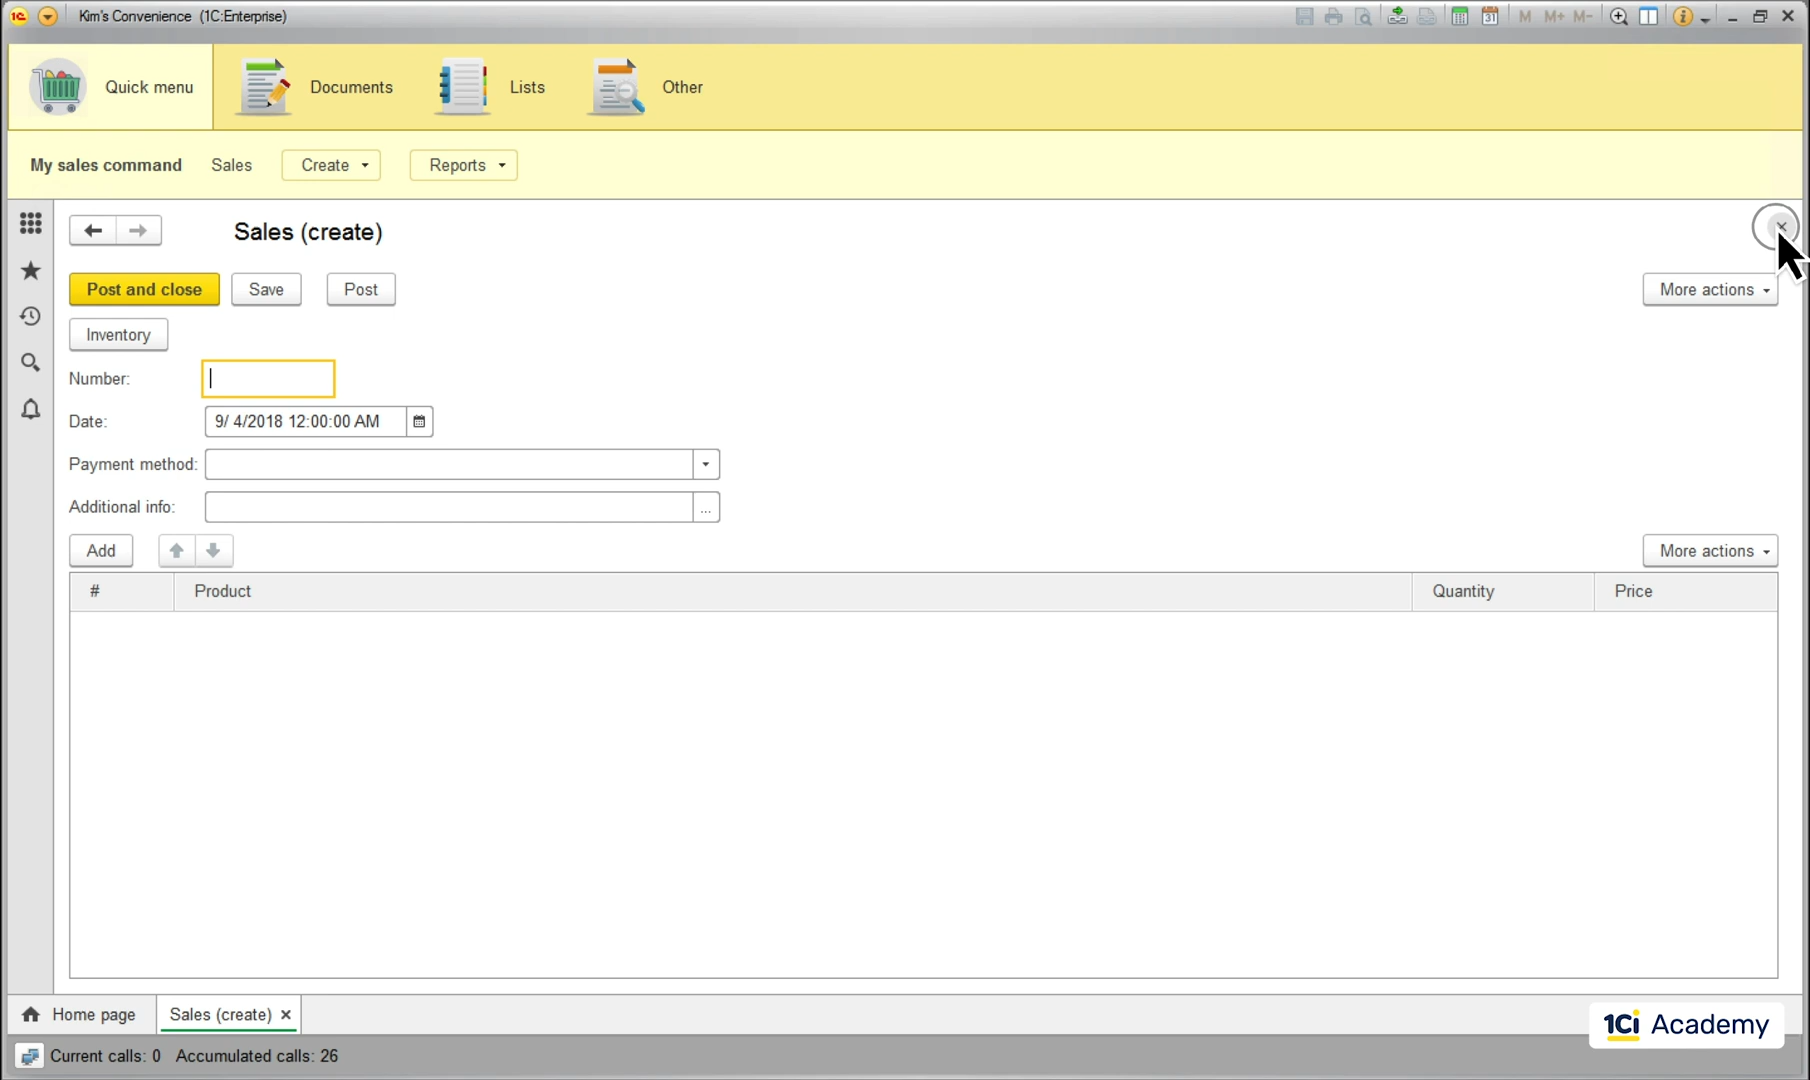 Kim's Convenience (1C:Enterprise)
31 M M+ M-
Quick menu Documents Lists Other
My sales command Sales Create Reports
Sales (create)
Post and close Save Post More actions
Inventory
Number:
Date: 9/ 4/2018 12:00:00 AM
Payment method:
Additional info: ...
Add More actions
# Product Quantity Price
Home page Sales (create)
1Ci Academy
Current calls: 0 Accumulated calls: 26